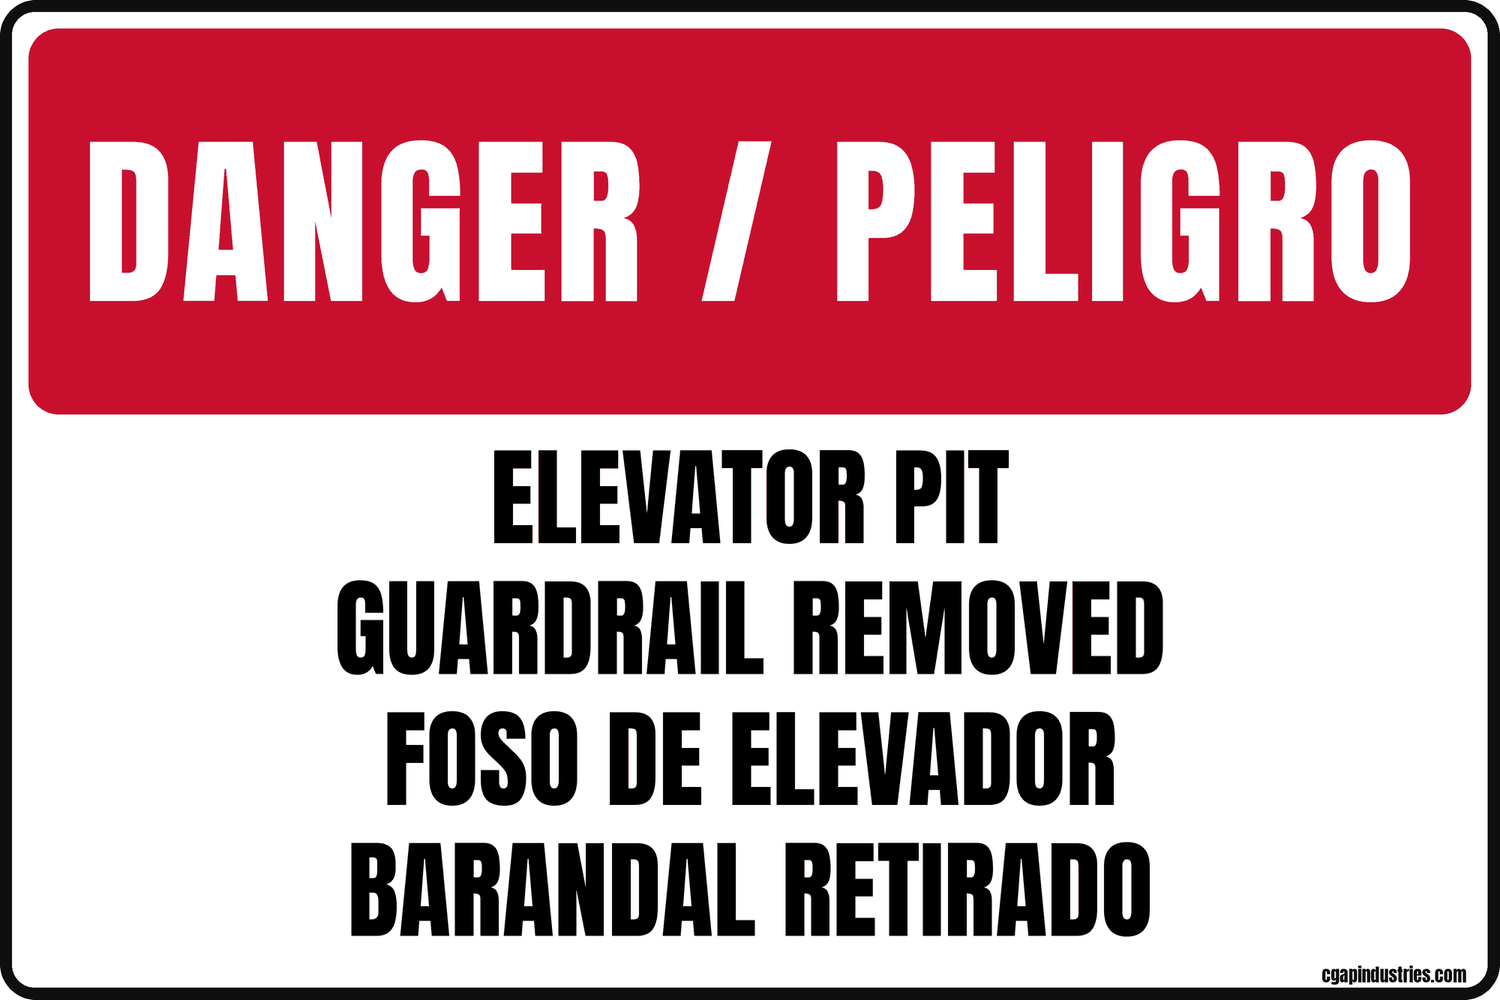 DANGER / PELIGRO
ELEVATOR PIT
GUARDRAIL REMOVED
FOSO DE ELEVADOR
BARANDAL RETIRADO
cgapindustries.com